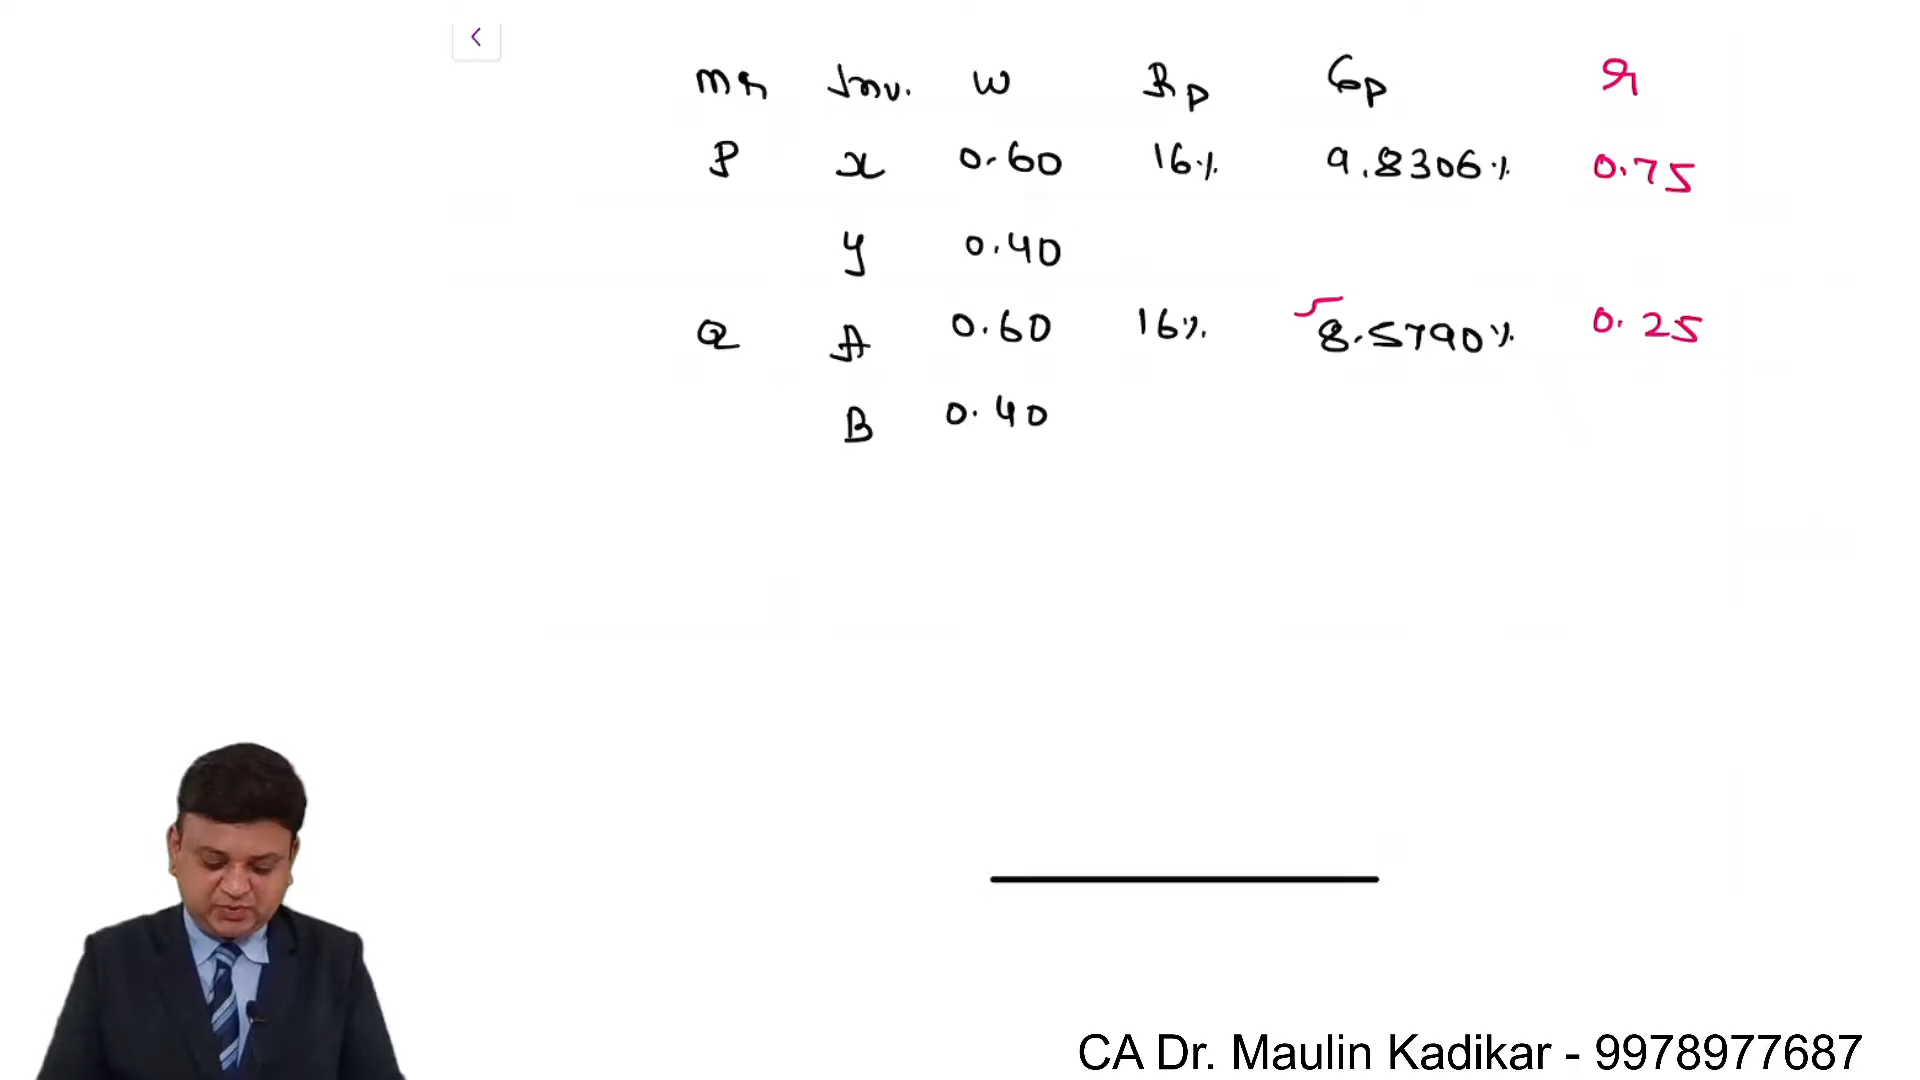 Mr Inv. W Rp σp r
P x 0.60 16% 9.8306% 0.75
y 0.40
Q A 0.60 16% 8.5790% 0.25
B 0.40
CA Dr. Maulin Kadikar - 9978977687